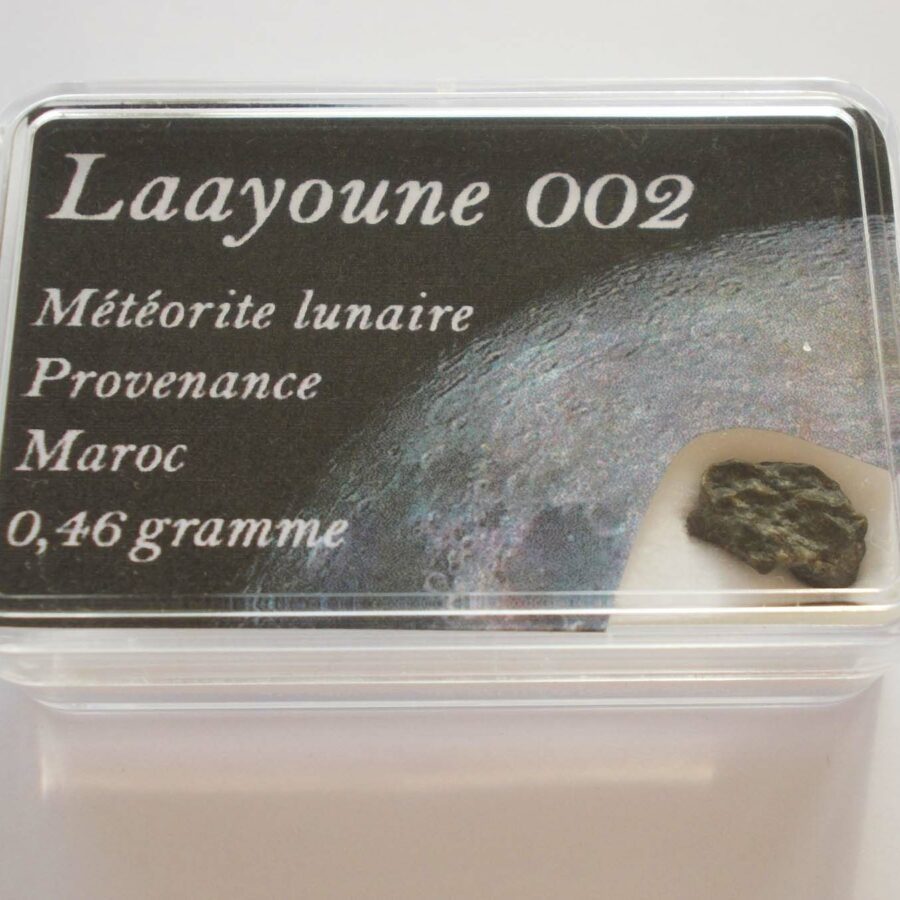 Laayoune 002
Météorite lunaire
Provenance
Maroc
0,46 gramme